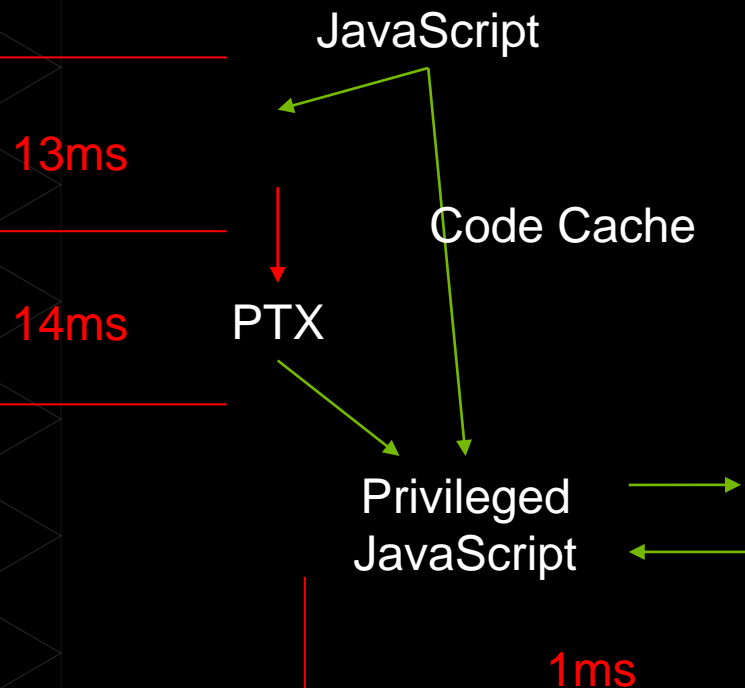 JavaScript
13ms
Code Cache
14ms
PTX
Privileged
JavaScript
1ms